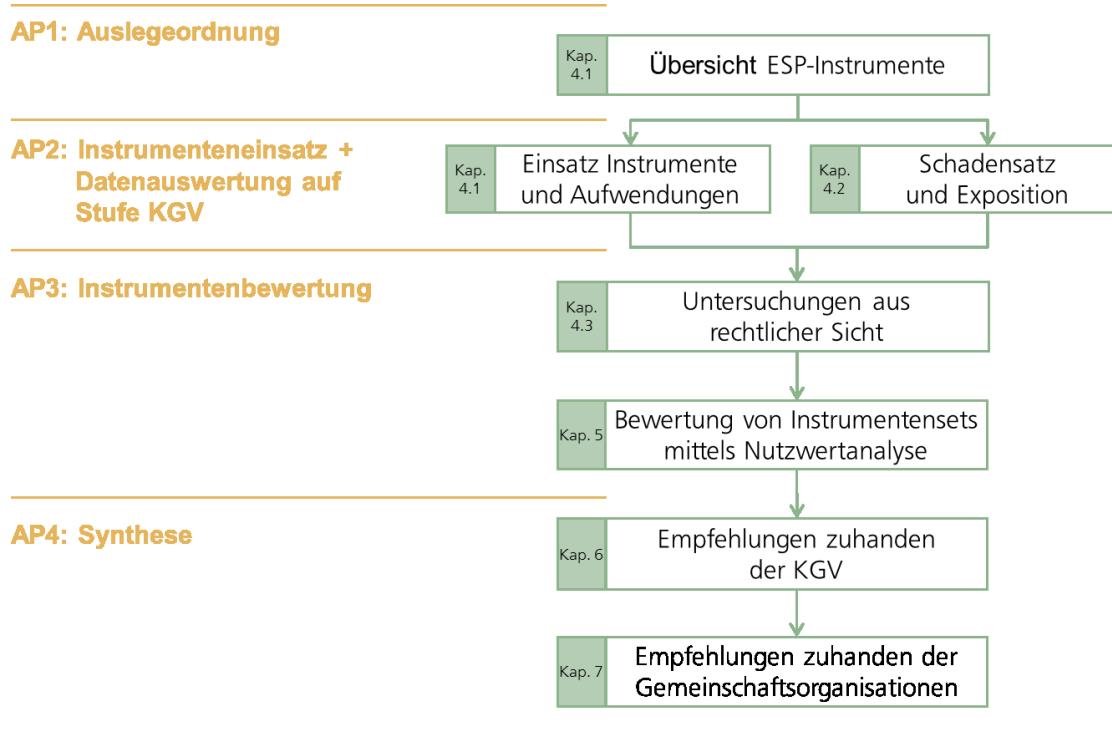 AP1: Auslegeordnung
Kap.
4.1
Übersicht ESP-Instrumente
AP2: Instrumenteneinsatz +
Datenauswertung auf
Stufe KGV
Kap.
4.1
Einsatz Instrumente
und Aufwendungen
Kap.
4.2
Schadensatz
und Exposition
AP3: Instrumentenbewertung
Kap.
4.3
Untersuchungen aus
rechtlicher Sicht
Kap. 5
Bewertung von Instrumentensets
mittels Nutzwertanalyse
AP4: Synthese
Kap. 6
Empfehlungen zuhanden
der KGV
Kap. 7
Empfehlungen zuhanden der
Gemeinschaftsorganisationen